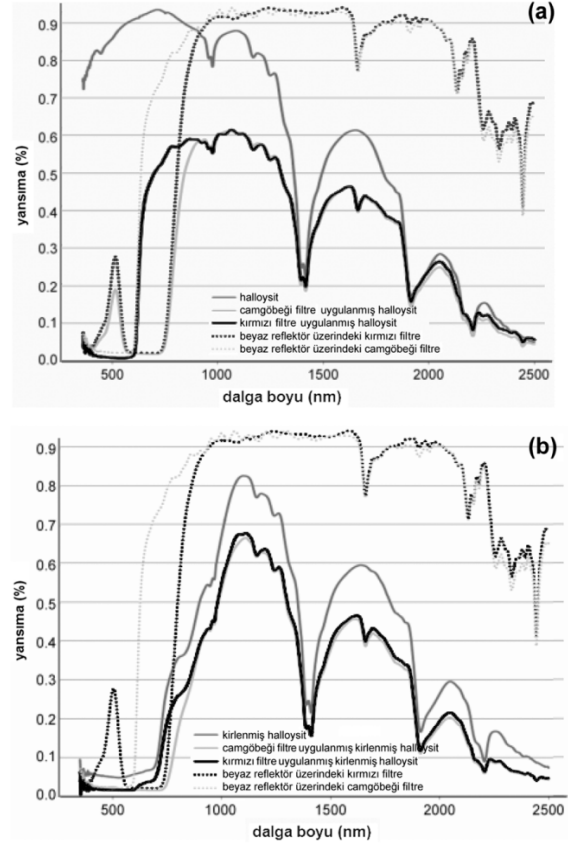 (a)
0.9
0.8
0.7
0.6
0.5
0.4
0.3
0.2
0.1
0.0
yansıma (%)
halloysit
camgöbeği filtre uygulanmış halloysit
kırmızı filtre uygulanmış halloysit
beyaz reflektör üzerindeki kırmızı filtre
beyaz reflektör üzerindeki camgöbeği filtre
500 1000 1500 2000 2500
dalga boyu (nm)
(b)
0.9
0.8
0.7
0.6
0.5
0.4
0.3
0.2
0.1
0.0
yansıma (%)
kirlenmiş halloysit
camgöbeği filtre uygulanmış kirlenmiş halloysit
kırmızı filtre uygulanmış kirlenmiş halloysit
beyaz reflektör üzerindeki kırmızı filtre
beyaz reflektör üzerindeki camgöbeği filtre
500 1000 1500 2000 2500
dalga boyu (nm)